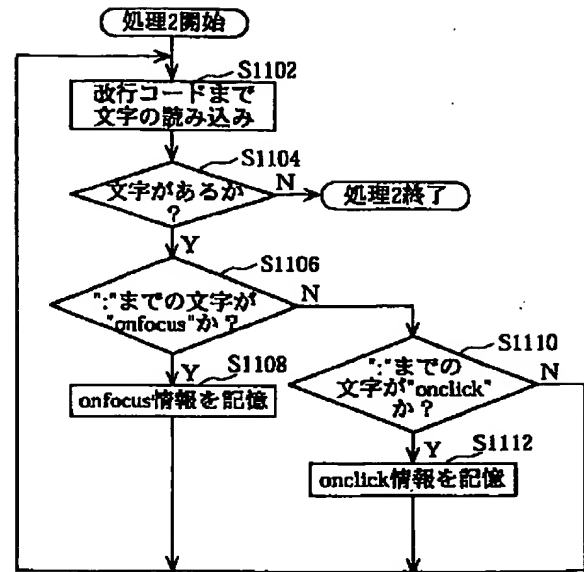 処理2開始
S1102
改行コードまで
文字の読み込み
S1104
文字があるか
?
N
処理2終了
Y
S1106
":"までの文字が
"onfocus"か?
N
Y
S1108
onfocus情報を記憶
S1110
":"までの
文字が"onclick"
か?
N
Y
S1112
onclick情報を記憶